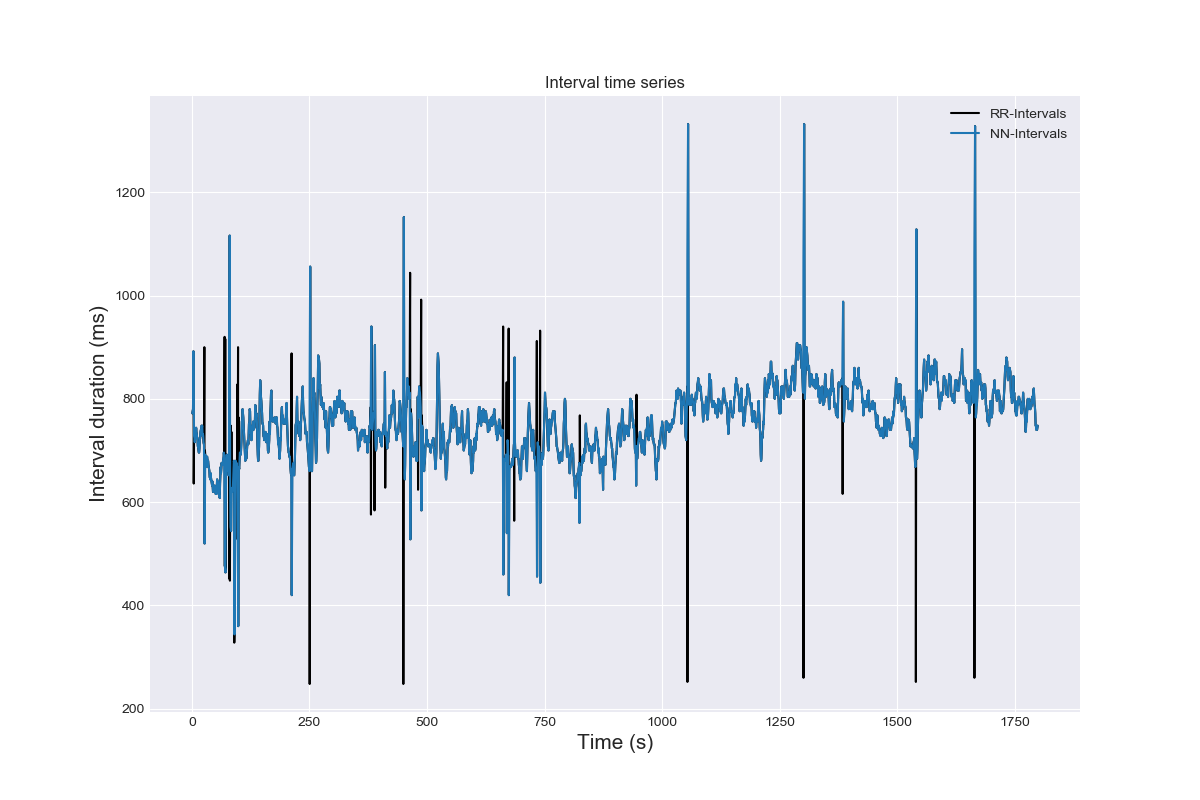 Interval time series
RR-Intervals
NN-Intervals
1200
1000
800
600
400
200
Interval duration (ms)
0 250 500 750 1000 1250 1500 1750
Time (s)